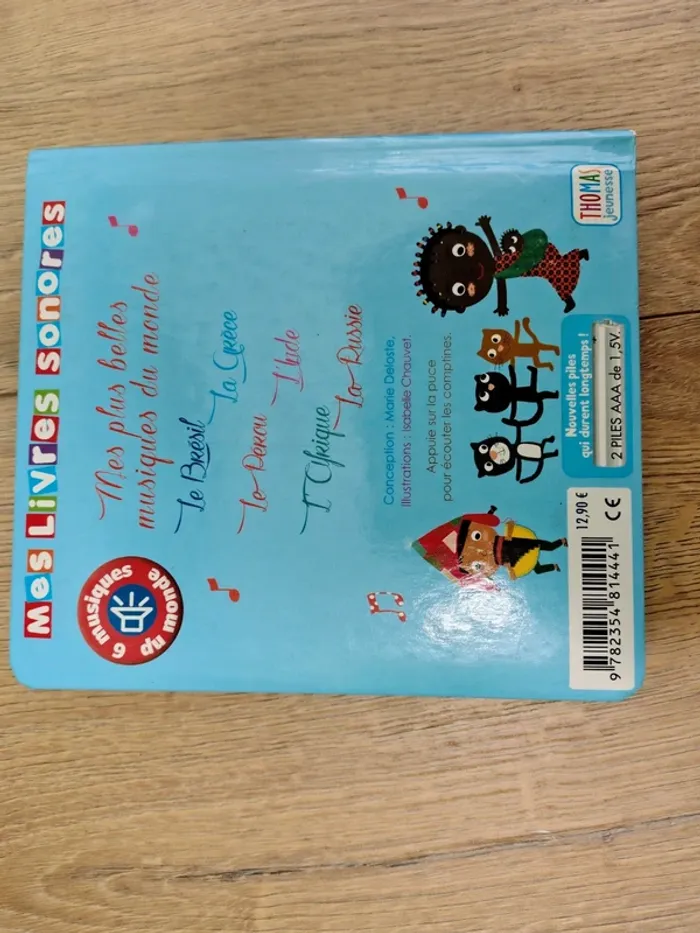 Mes Livres sonores
Mes plus belles
musiques du monde
Le Brésil
La Grèce
Le Pérou
L'Inde
L'Afrique
La Russie
6 musiques
du monde
Conception : Marie Delaste.
Illustrations : Isabelle Chauvet.
Appuie sur la puce
pour écouter les comptines.
THOMAS
jeunesse
Nouvelles piles
qui durent longtemps !
2 PILES AAA de 1,5V.
12,90 €
CE
9 782354 814441